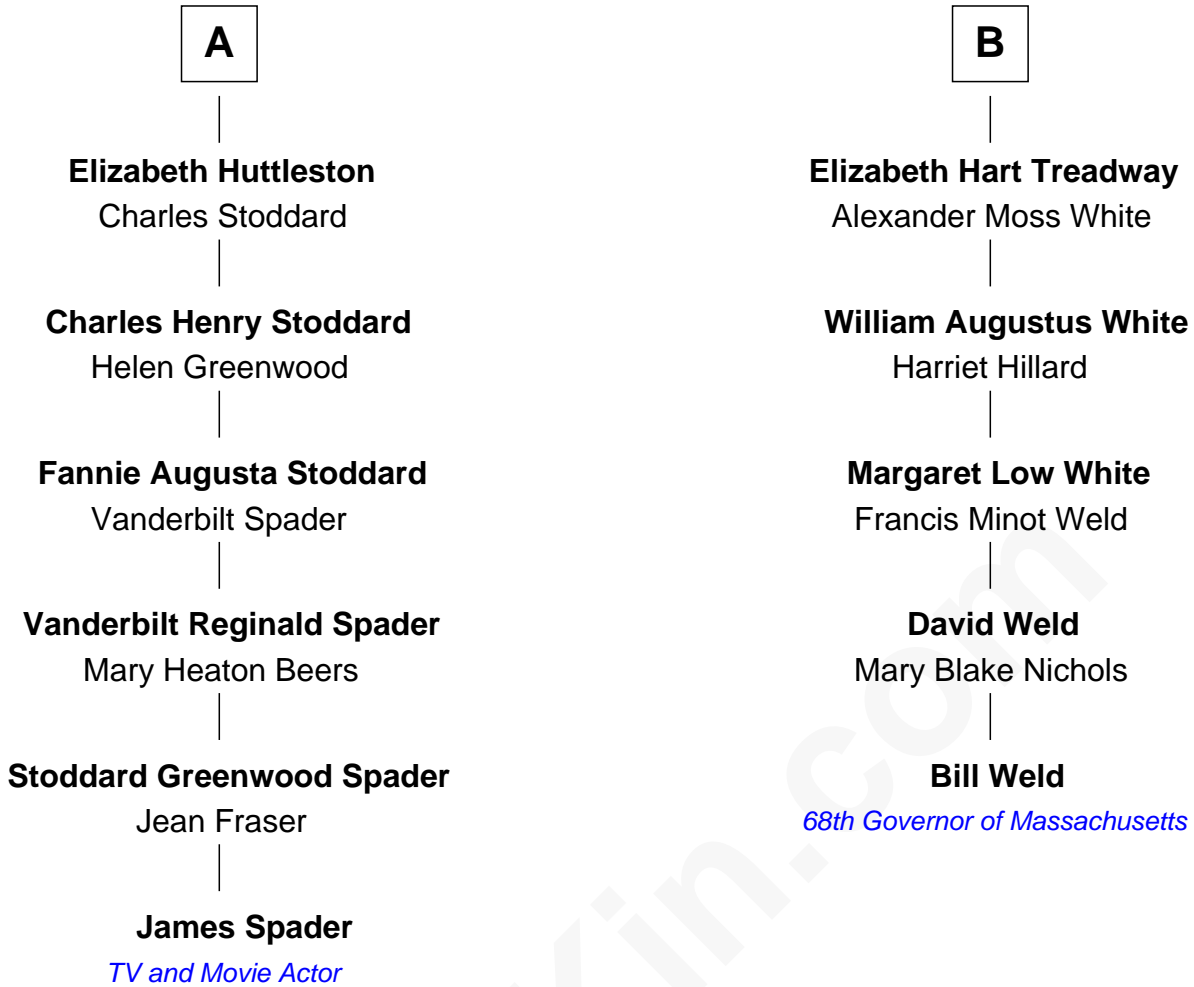 A
Elizabeth Huttleston
Charles Stoddard
Charles Henry Stoddard
Helen Greenwood
Fannie Augusta Stoddard
Vanderbilt Spader
Vanderbilt Reginald Spader
Mary Heaton Beers
Stoddard Greenwood Spader
Jean Fraser
James Spader
TV and Movie Actor
B
Elizabeth Hart Treadway
Alexander Moss White
William Augustus White
Harriet Hillard
Margaret Low White
Francis Minot Weld
David Weld
Mary Blake Nichols
Bill Weld
68th Governor of Massachusetts
Kin.com